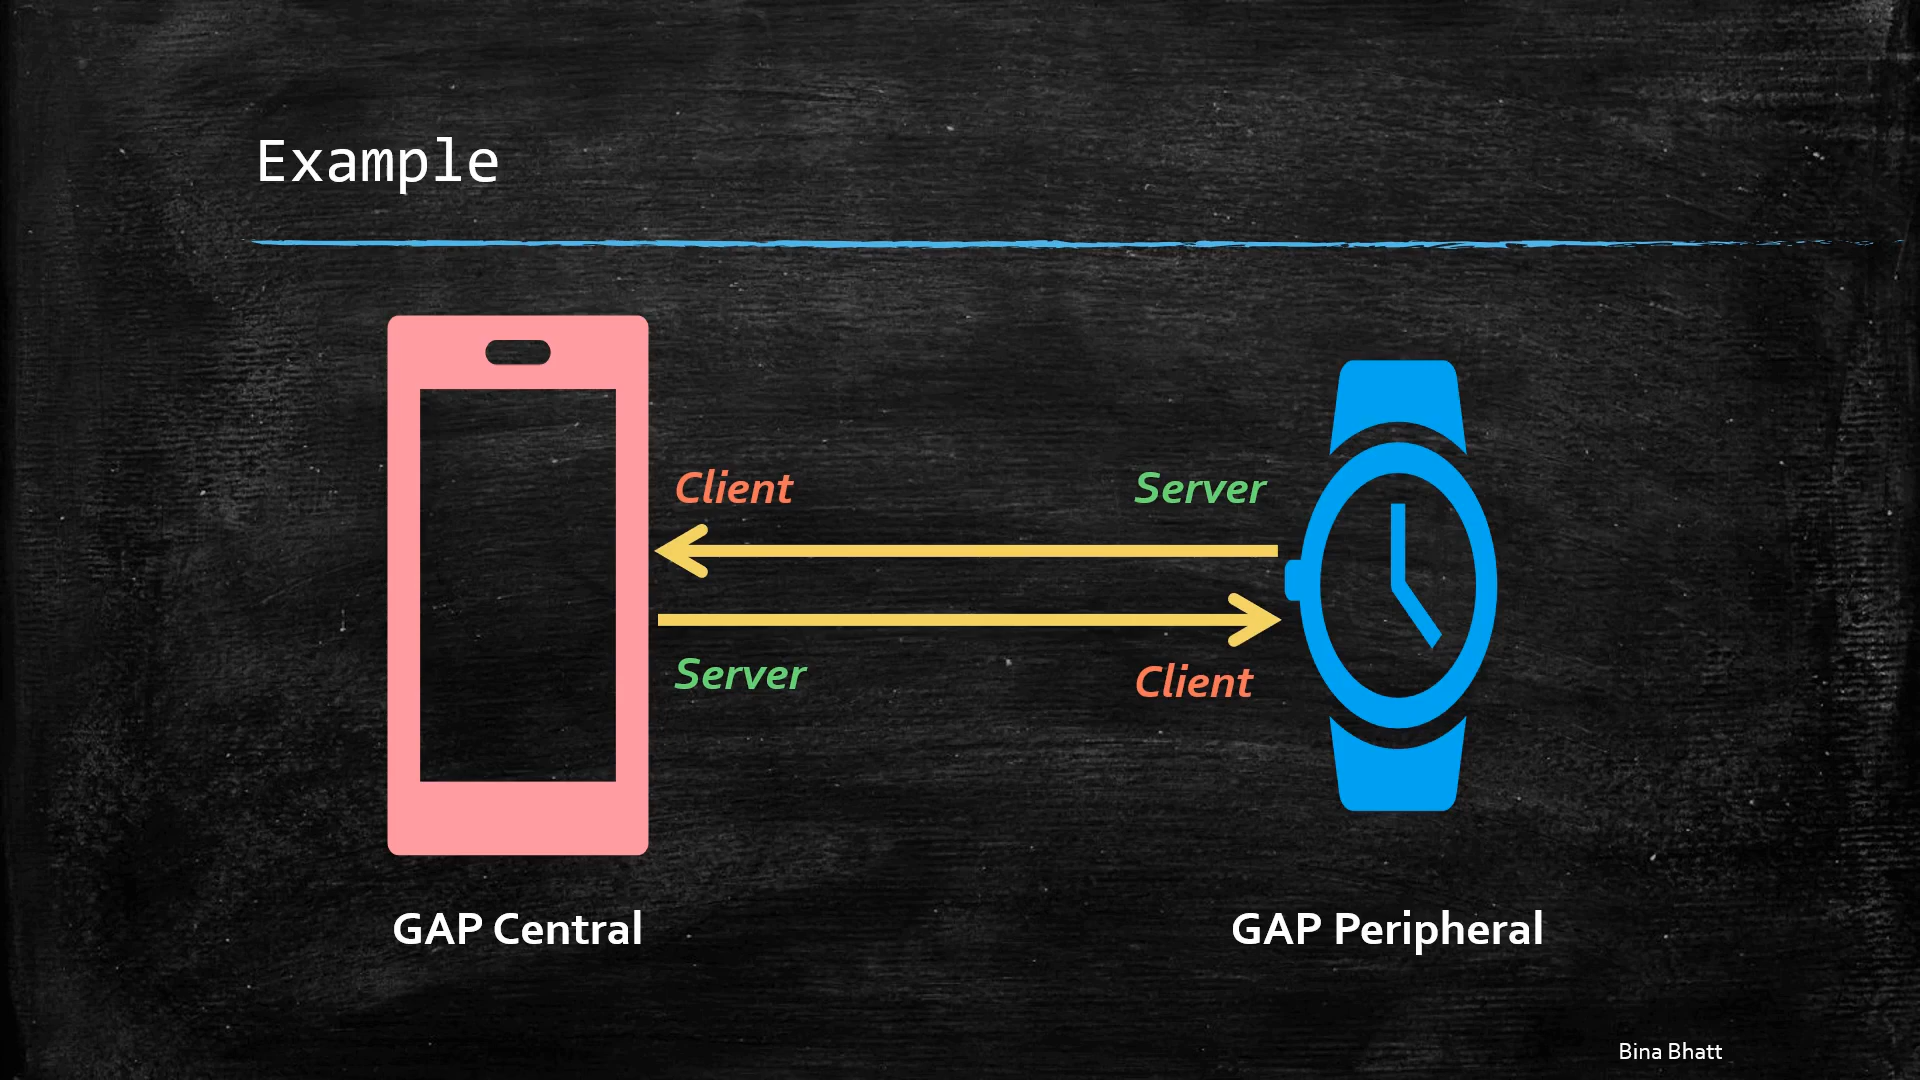 Example
Client
Server
Server
Client
GAP Central
GAP Peripheral
Bina Bhatt